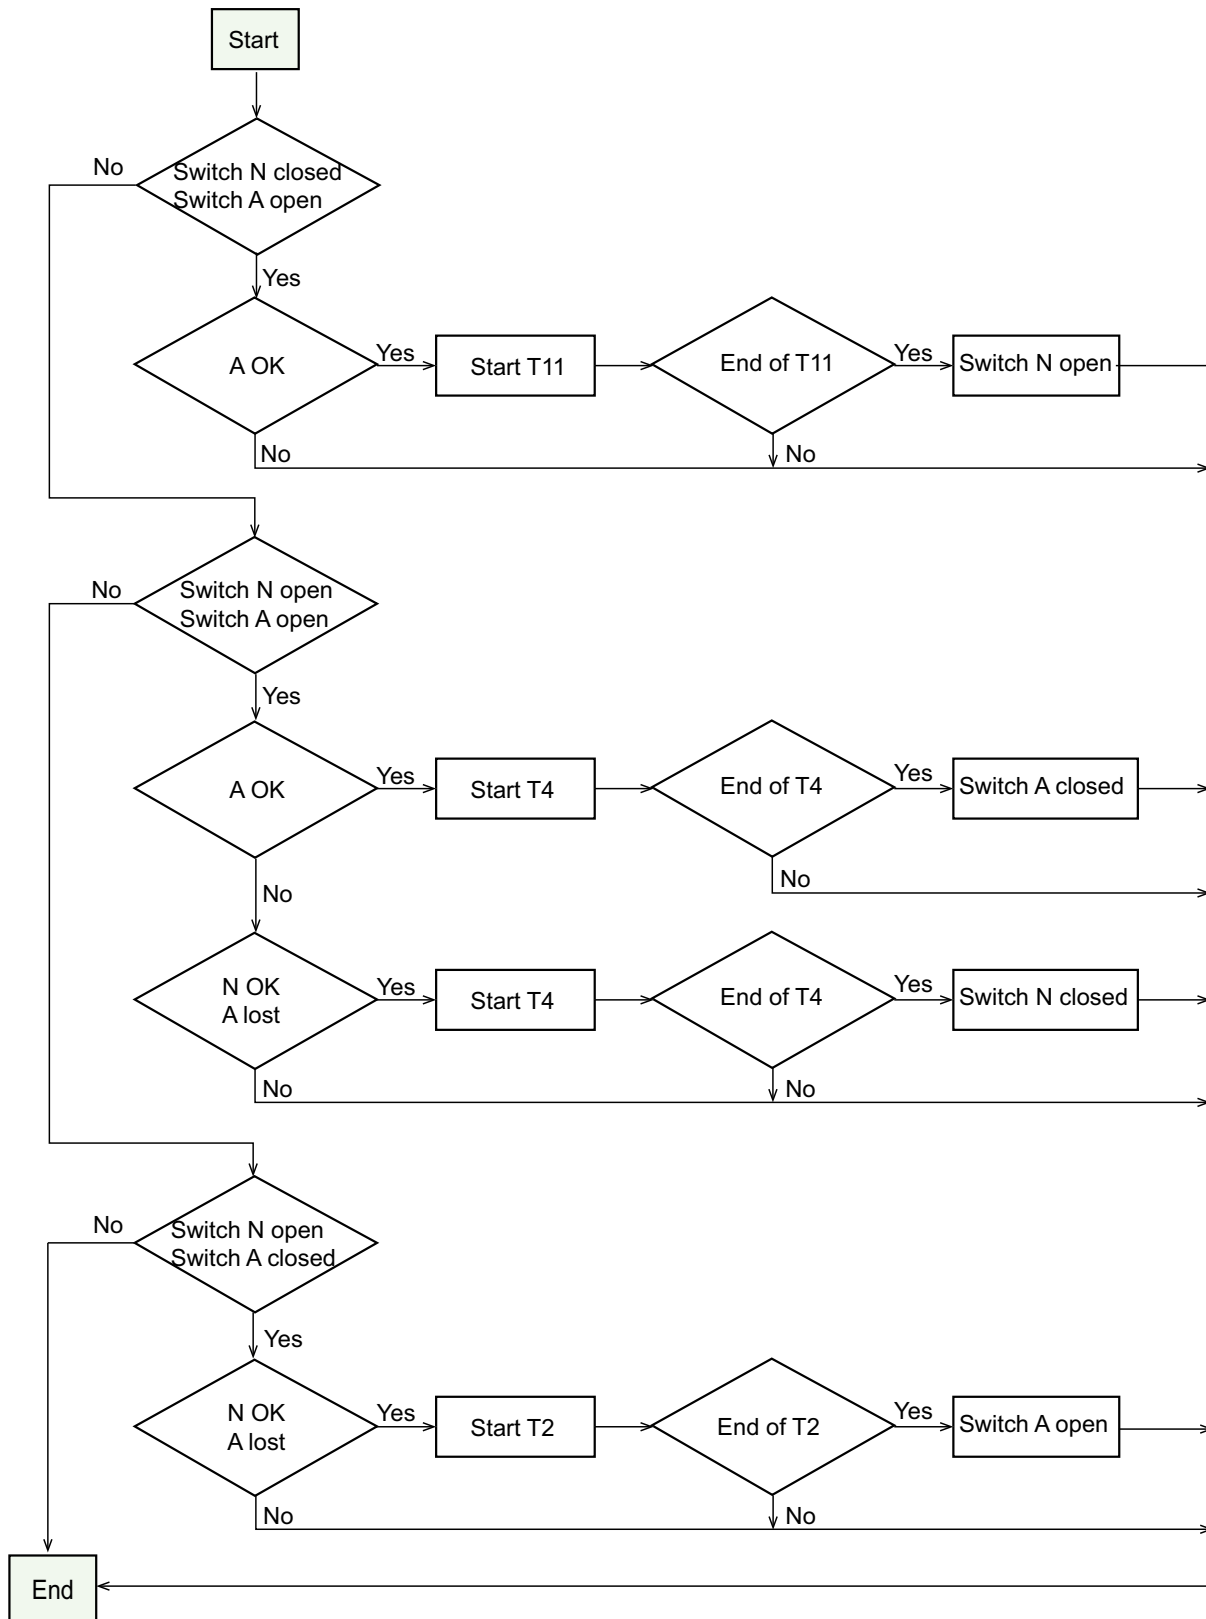 Start
No
Switch N closed
Switch A open
Yes
A OK
Yes
Start T11
End of T11
Yes
Switch N open
No
No
No
Switch N open
Switch A open
Yes
A OK
Yes
Start T4
End of T4
Yes
Switch A closed
No
No
N OK
A lost
Yes
Start T4
End of T4
Yes
Switch N closed
No
No
No
Switch N open
Switch A closed
Yes
N OK
A lost
Yes
Start T2
End of T2
Yes
Switch A open
No
No
End